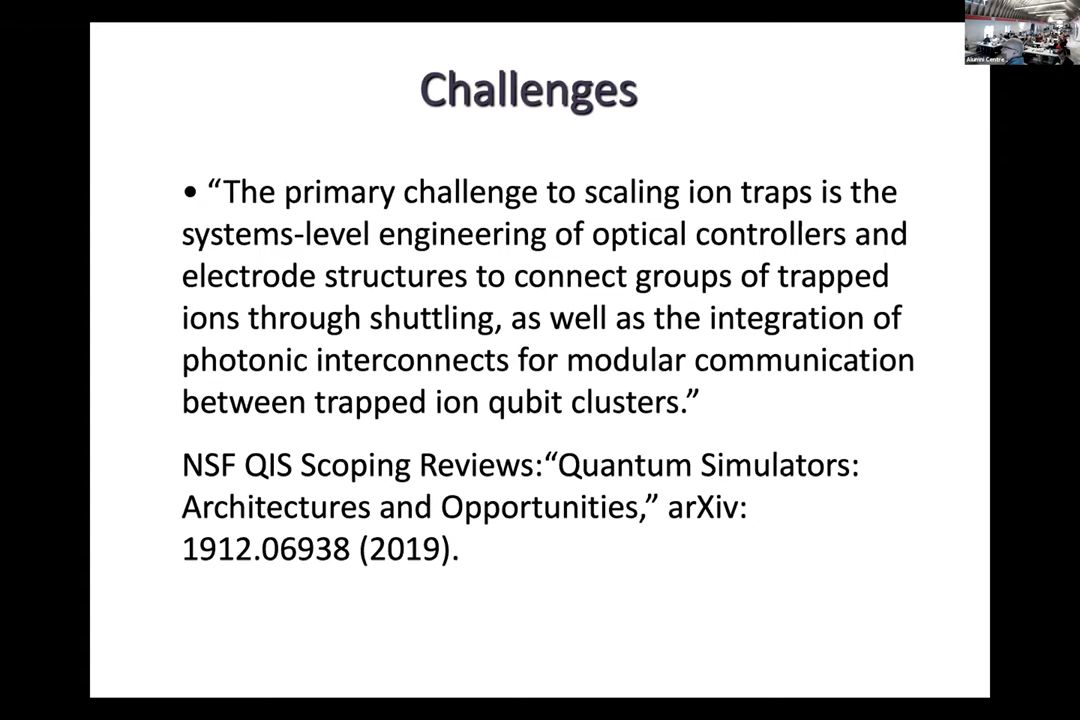 Alumni Centre
Challenges
• “The primary challenge to scaling ion traps is the
systems-level engineering of optical controllers and
electrode structures to connect groups of trapped
ions through shuttling, as well as the integration of
photonic interconnects for modular communication
between trapped ion qubit clusters.”
NSF QIS Scoping Reviews:“Quantum Simulators:
Architectures and Opportunities,” arXiv:
1912.06938 (2019).